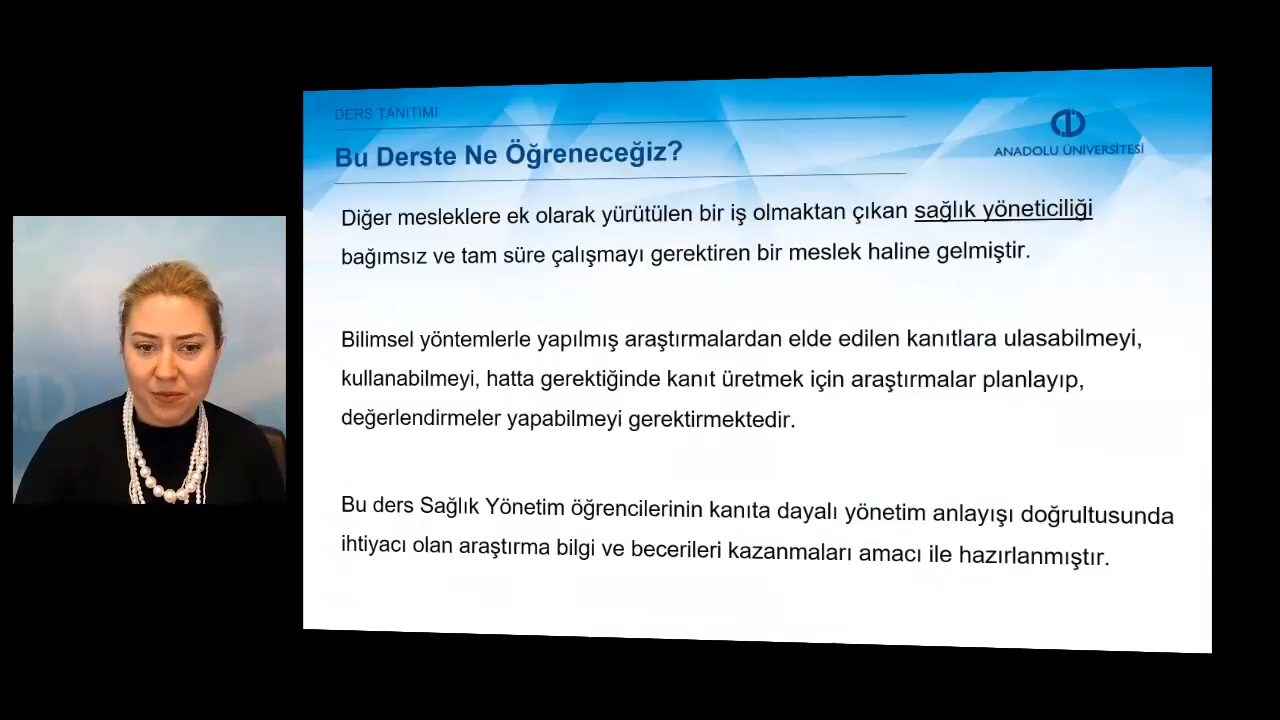 DERS TANITIMI
Bu Derste Ne Öğreneceğiz?
ANADOLU ÜNİVERSİTESİ
Diğer mesleklere ek olarak yürütülen bir iş olmaktan çıkan sağlık yöneticiliği
bağımsız ve tam süre çalışmayı gerektiren bir meslek haline gelmiştir.
Bilimsel yöntemlerle yapılmış araştırmalardan elde edilen kanıtlara ulasabilmeyi,
kullanabilmeyi, hatta gerektiğinde kanıt üretmek için araştırmalar planlayıp,
değerlendirmeler yapabilmeyi gerektirmektedir.
Bu ders Sağlık Yönetim öğrencilerinin kanıta dayalı yönetim anlayışı doğrultusunda
ihtiyacı olan araştırma bilgi ve becerileri kazanmaları amacı ile hazırlanmıştır.